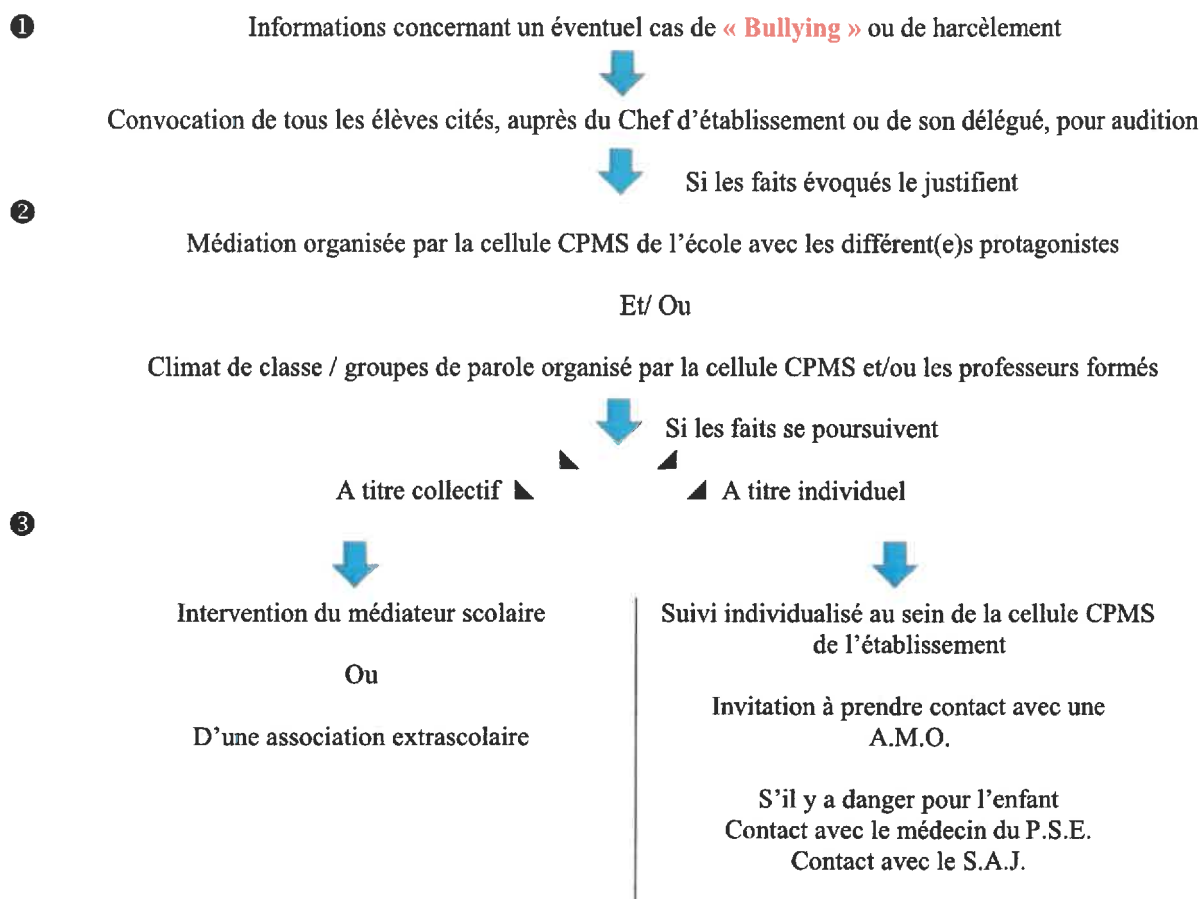 ❶ Informations concernant un éventuel cas de « Bullying » ou de harcèlement
Convocation de tous les élèves cités, auprès du Chef d'établissement ou de son délégué, pour audition
Si les faits évoqués le justifient
❷
Médiation organisée par la cellule CPMS de l'école avec les différent(e)s protagonistes
Et/ Ou
Climat de classe / groupes de parole organisé par la cellule CPMS et/ou les professeurs formés
Si les faits se poursuivent
A titre collectif
A titre individuel
❸
Intervention du médiateur scolaire
Ou
D'une association extrascolaire
Suivi individualisé au sein de la cellule CPMS
de l'établissement
Invitation à prendre contact avec une
A.M.O.
S'il y a danger pour l'enfant
Contact avec le médecin du P.S.E.
Contact avec le S.A.J.